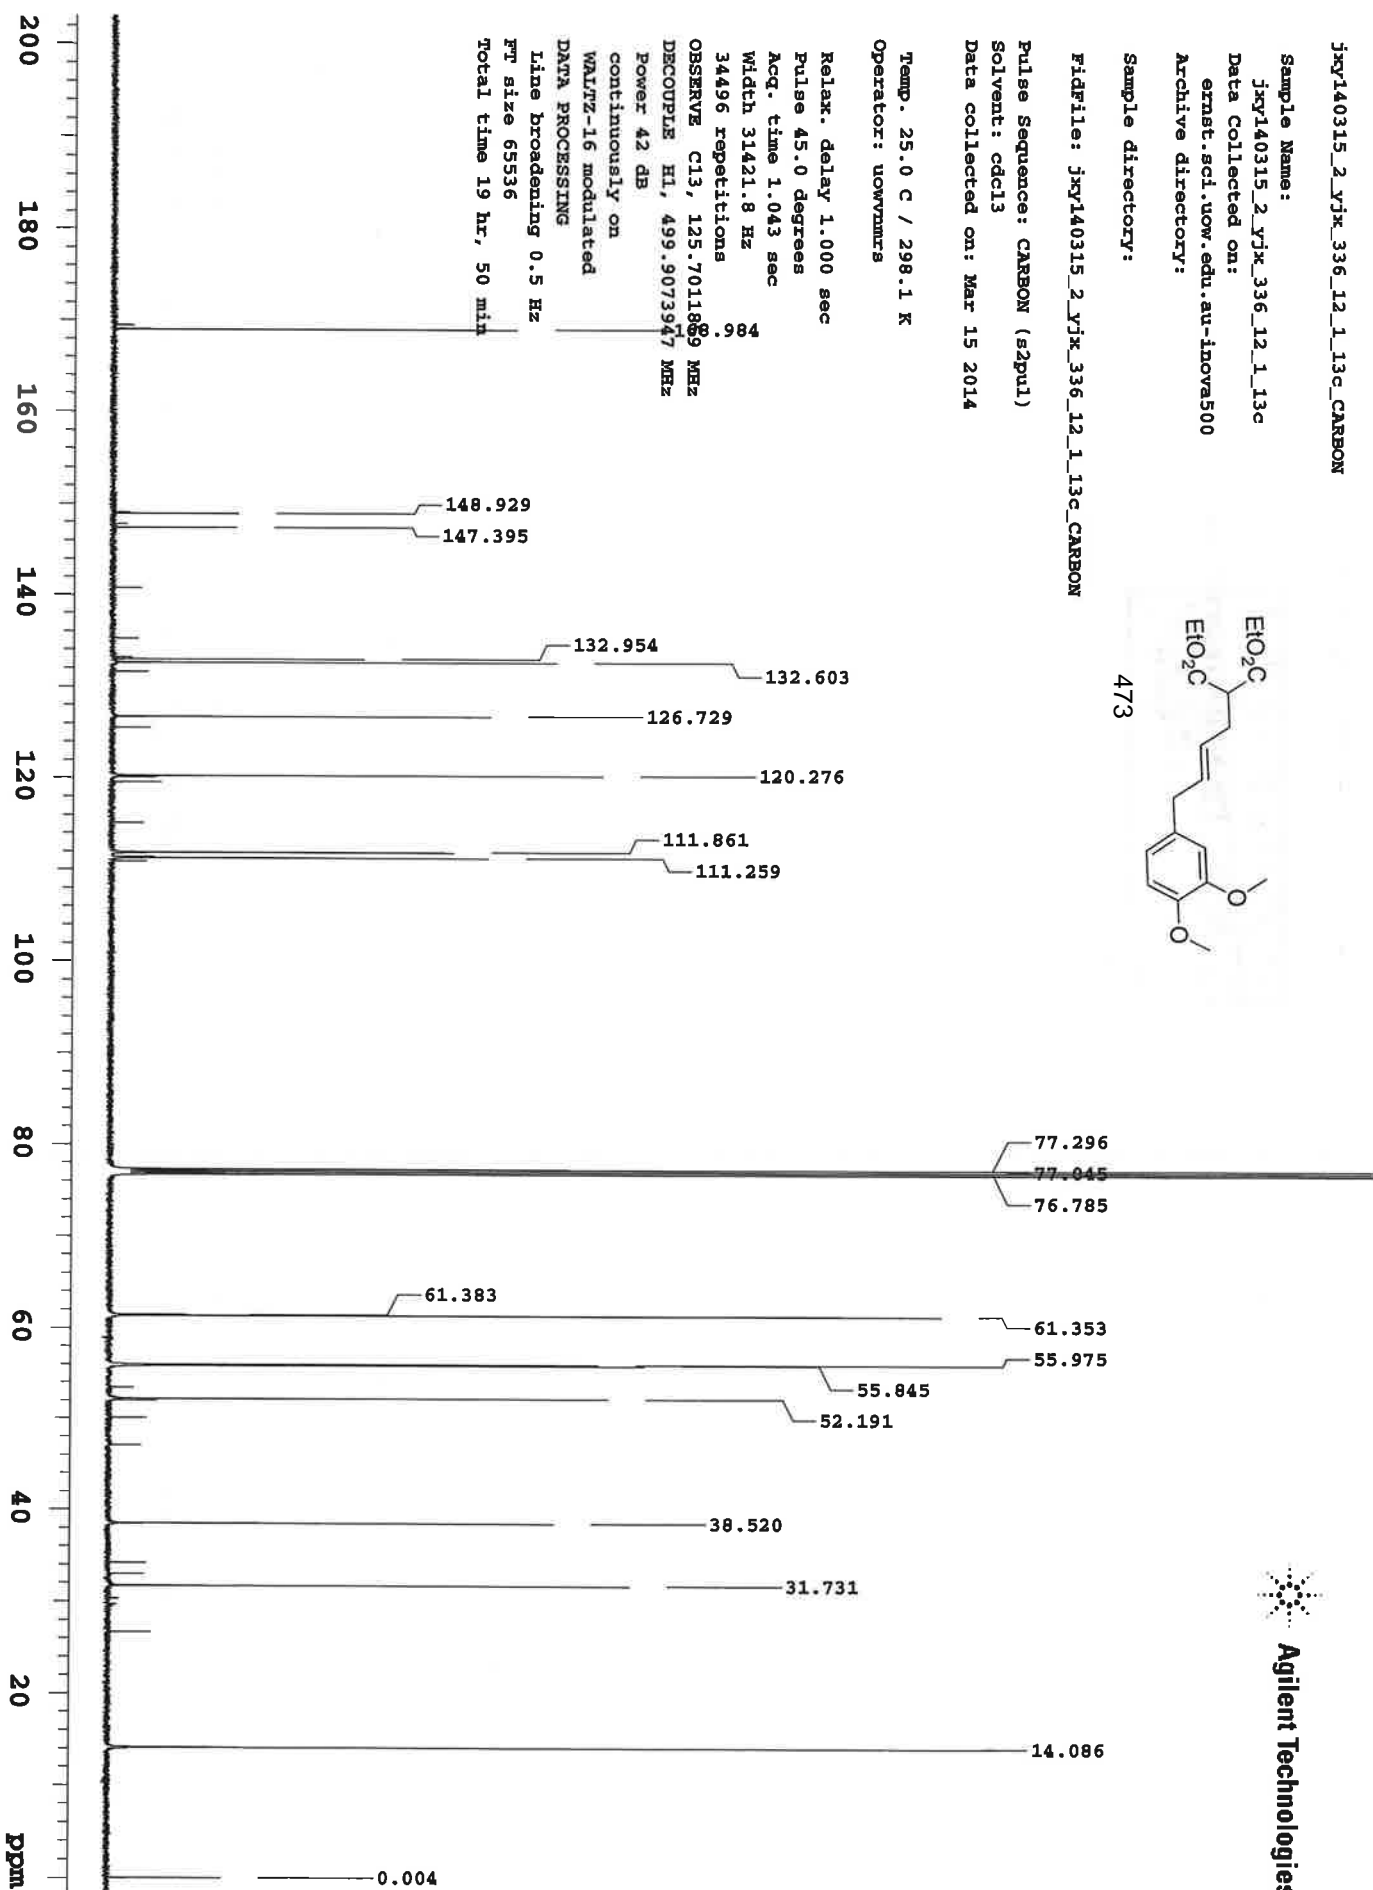 jxy140315_2_yjx_336_12_1_13c_CARBON
Sample Name:
jxy140315_2_yjx_336_12_1_13c
Data Collected on:
ernst.sci.uow.edu.au-inova500
Archive directory:
Sample directory:
FidFile: jxy140315_2_yjx_336_12_1_13c_CARBON
Pulse Sequence: CARBON (s2pul)
Solvent: cdcl3
Data collected on: Mar 15 2014
Temp. 25.0 C / 298.1 K
Operator: uowvnmrs
Relax. delay 1.000 sec
Pulse 45.0 degrees
Acq. time 1.043 sec
Width 31421.8 Hz
34496 repetitions
OBSERVE C13, 125.7011869 MHz
DECOUPLE H1, 499.9073947 MHz
Power 42 dB
continuously on
WALTZ-16 modulated
DATA PROCESSING
Line broadening 0.5 Hz
FT size 65536
Total time 19 hr, 50 min
EtO₂C
EtO₂C
O
O
473
Agilent Technologies
168.984
148.929
147.395
132.954
132.603
126.729
120.276
111.861
111.259
77.296
77.045
76.785
61.383
61.353
55.975
55.845
52.191
38.520
31.731
14.086
0.004
200 180 160 140 120 100 80 60 40 20 ppm